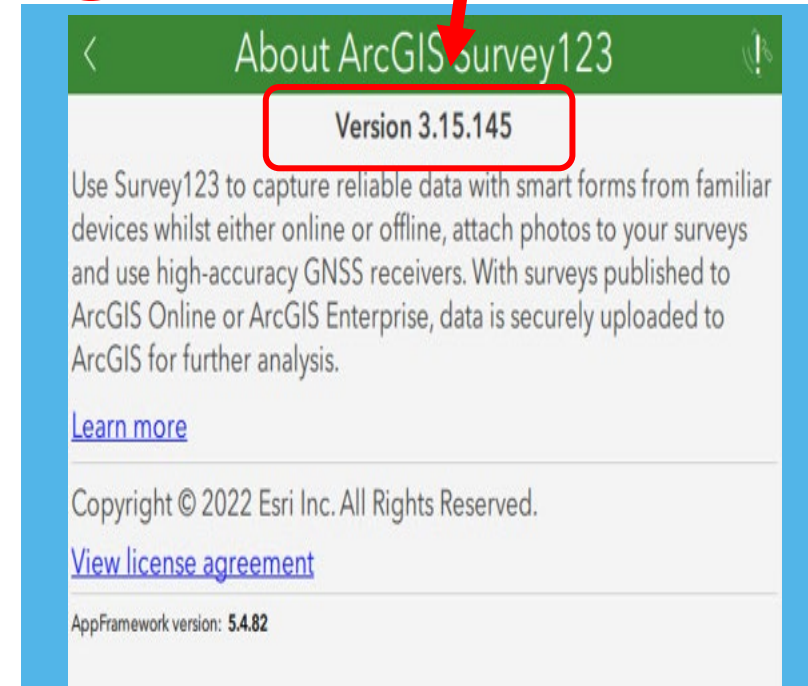 About ArcGIS Survey123
Version 3.15.145
Use Survey123 to capture reliable data with smart forms from familiar
devices whilst either online or offline, attach photos to your surveys
and use high-accuracy GNSS receivers. With surveys published to
ArcGIS Online or ArcGIS Enterprise, data is securely uploaded to
ArcGIS for further analysis.
Learn more
Copyright © 2022 Esri Inc. All Rights Reserved.
View license agreement
AppFramework version: 5.4.82